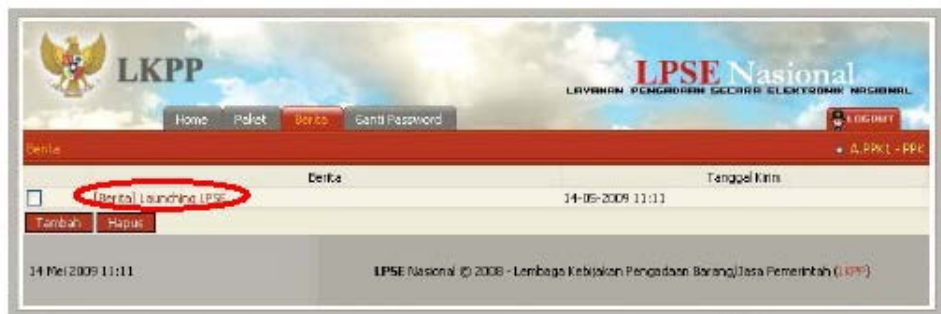 LKPP
LPSE Nasional
LAYANAN PENGADAAN SECARA ELEKTRONIK NASIONAL
Home Paket Berita Ganti Password
LOGOUT
Berita
A.PPK1 - PPK
Berita Tanggal Kirim
[Berita] Launching LPSE 14-05-2009 11:11
Tambah Hapus
14 Mei 2009 11:11
LPSE Nasional © 2008 - Lembaga Kebijakan Pengadaan Barang/Jasa Pemerintah (LKPP)